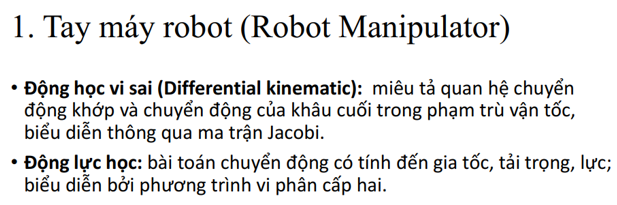 1. Tay máy robot (Robot Manipulator)
• Động học vi sai (Differential kinematic): miêu tả quan hệ chuyển
động khớp và chuyển động của khâu cuối trong phạm trù vận tốc,
biểu diễn thông qua ma trận Jacobi.
• Động lực học: bài toán chuyển động có tính đến gia tốc, tải trọng, lực;
biểu diễn bởi phương trình vi phân cấp hai.